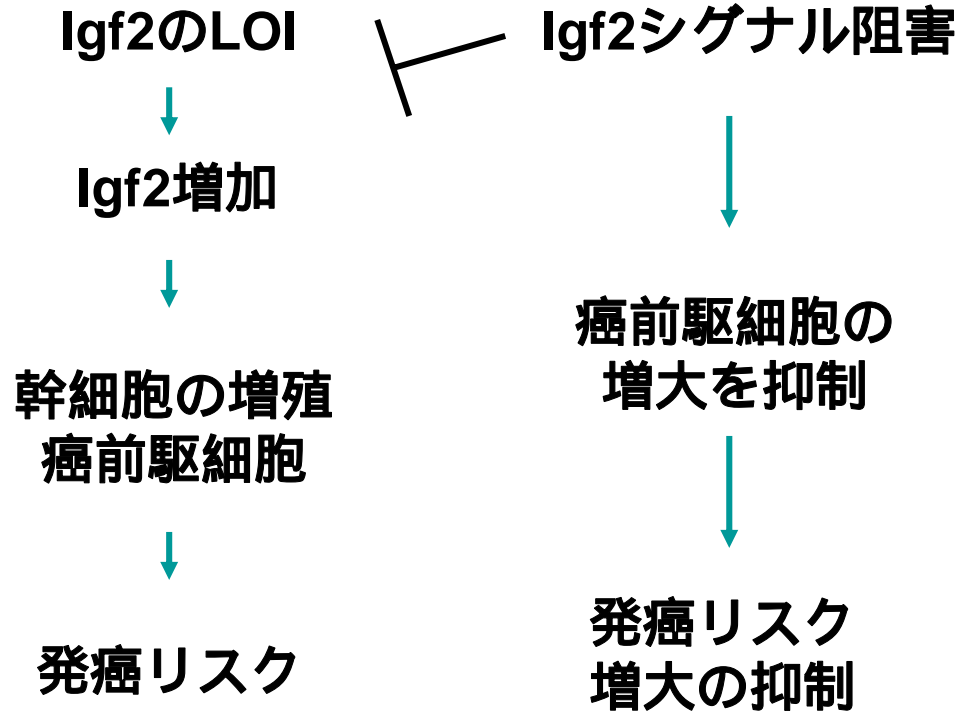 Igf2のLOI
Igf2増加
幹細胞の増殖
癌前駆細胞
発癌リスク
Igf2シグナル阻害
癌前駆細胞の
増大を抑制
発癌リスク
増大の抑制